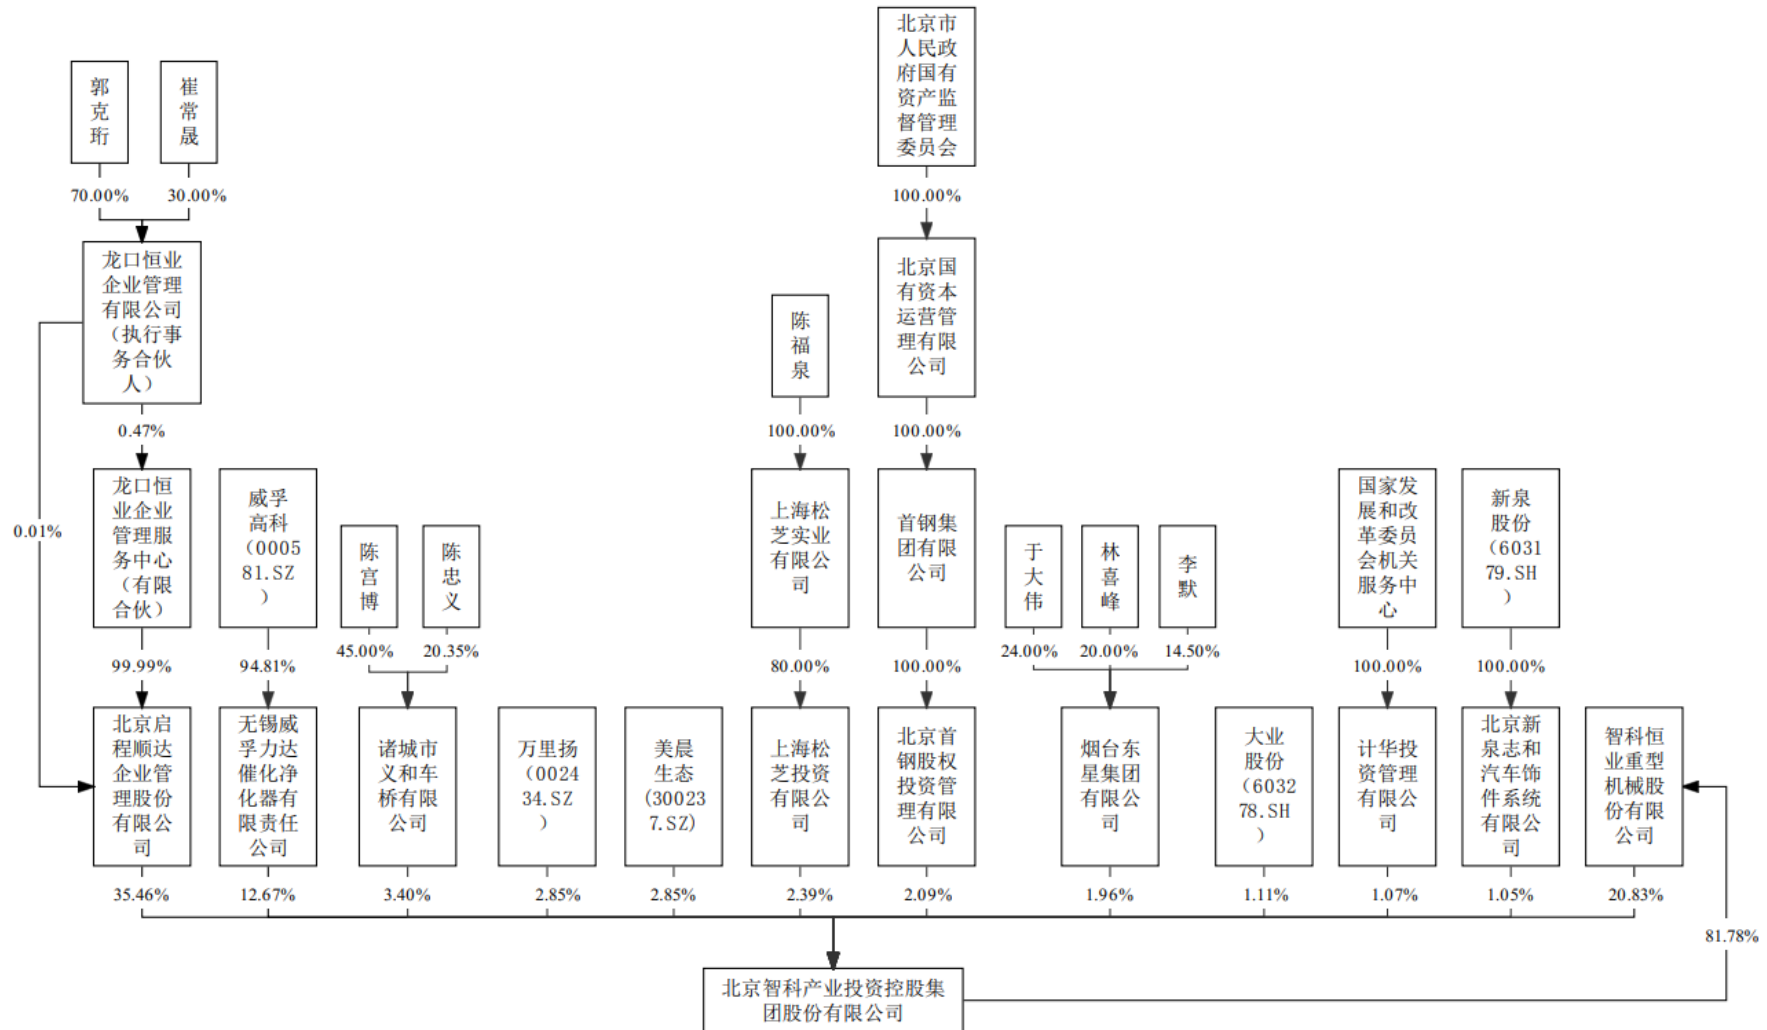 北京市
人民政
府国有
资产监
督管理
委员会
郭
克
珩
崔
常
晟
70.00%
30.00%
100.00%
龙口恒业
企业管理
有限公司
（执行事
务合伙
人）
北京国
有资本
运营管
理有限
公司
陈
福
泉
0.47%
100.00%
100.00%
0.01%
龙口恒
业企业
管理服
务中心
（有限
合伙）
威孚
高科
（0005
81.SZ
）
陈
宫
博
陈
忠
义
上海松
芝实业
有限公
司
首钢集
团有限
公司
于
大
伟
林
喜
峰
李
默
国家发
展和改
革委员
会机关
服务中
心
新泉
股份
（6031
79.SH
）
99.99%
94.81%
45.00%
20.35%
80.00%
100.00%
24.00%
20.00%
14.50%
100.00%
100.00%
北京启
程顺达
企业管
理股份
有限公
司
无锡威
孚力达
催化净
化器有
限责任
公司
诸城市
义和车
桥有限
公司
万里扬
（0024
34.SZ
）
美晨
生态
(30023
7.SZ)
上海松
芝投资
有限公
司
北京首
钢股权
投资管
理有限
公司
烟台东
星集团
有限公
司
大业
股份
（6032
78.SH
）
计华投
资管理
有限公
司
北京新
泉志和
汽车饰
件系统
有限公
司
智科恒
业重型
机械股
份有限
公司
35.46%
12.67%
3.40%
2.85%
2.85%
2.39%
2.09%
1.96%
1.11%
1.07%
1.05%
20.83%
81.78%
北京智科产业投资控股集
团股份有限公司